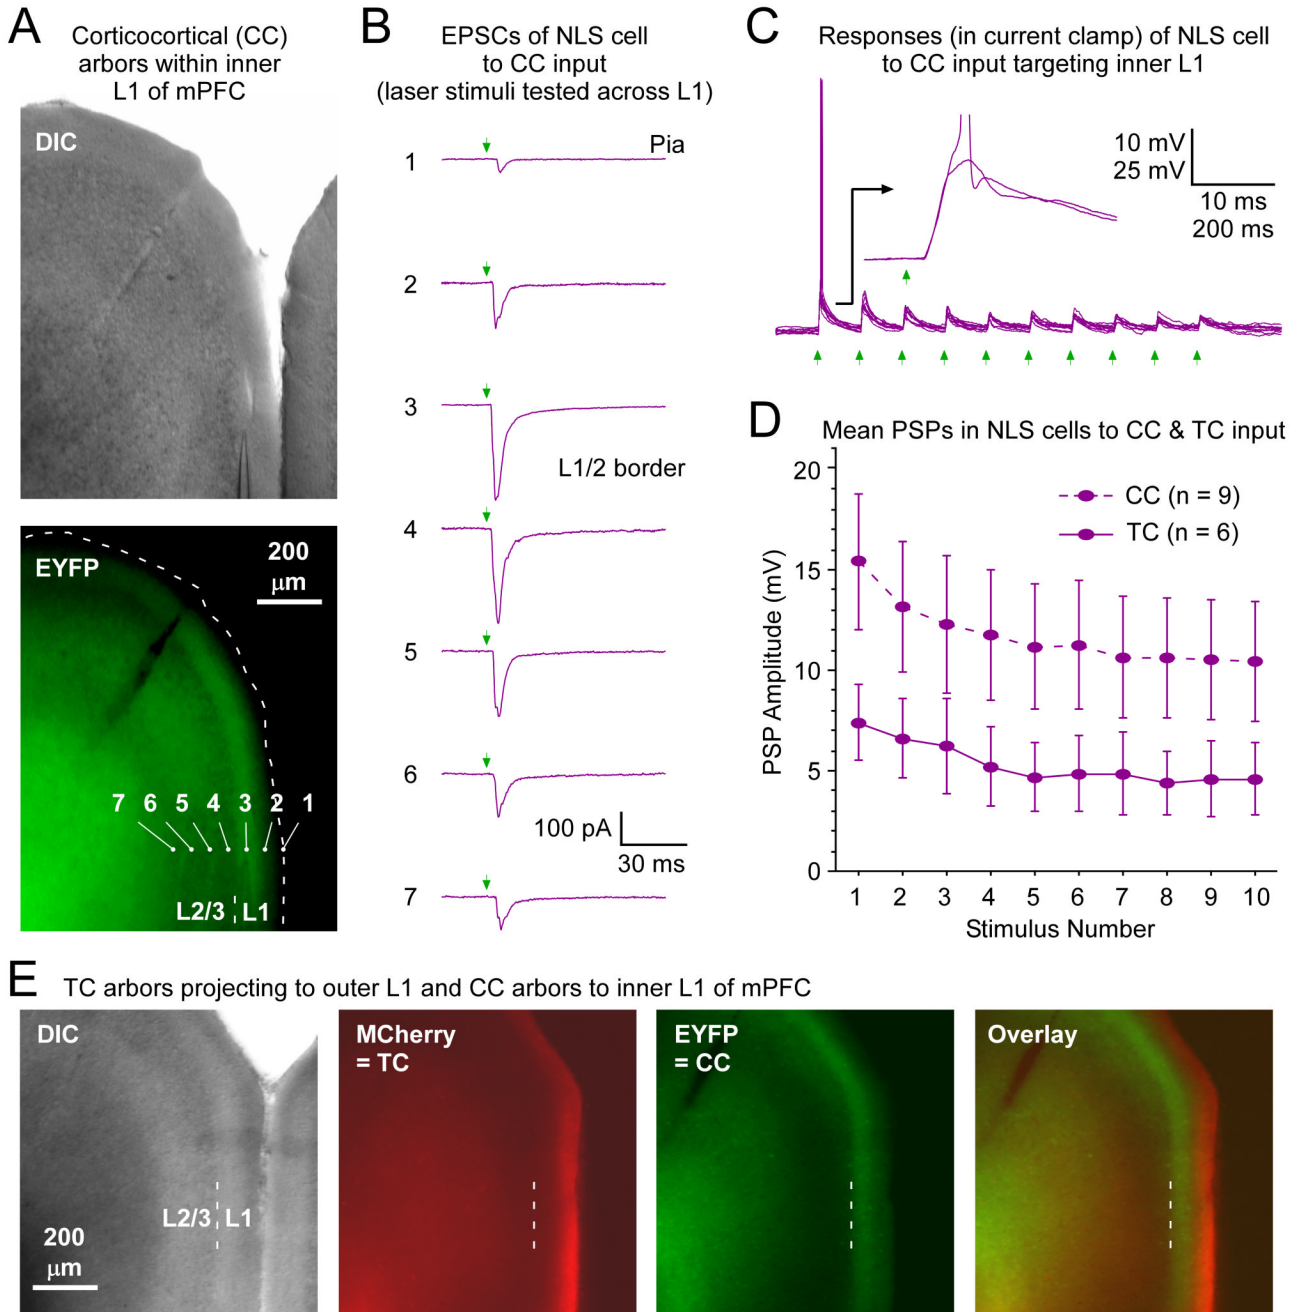 A
Corticocortical (CC)
arbors within inner
L1 of mPFC
DIC
EYFP
200
μm
7 6 5 4 3 2 1
L2/3 L1
B
EPSCs of NLS cell
to CC input
(laser stimuli tested across L1)
1
Pia
2
3
L1/2 border
4
5
6
100 pA
30 ms
7
C
Responses (in current clamp) of NLS cell
to CC input targeting inner L1
10 mV
25 mV
10 ms
200 ms
D
Mean PSPs in NLS cells to CC & TC input
20
15
10
5
0
PSP Amplitude (mV)
CC (n = 9)
TC (n = 6)
1 2 3 4 5 6 7 8 9 10
Stimulus Number
E
TC arbors projecting to outer L1 and CC arbors to inner L1 of mPFC
DIC
L2/3 L1
200
μm
MCherry
= TC
EYFP
= CC
Overlay